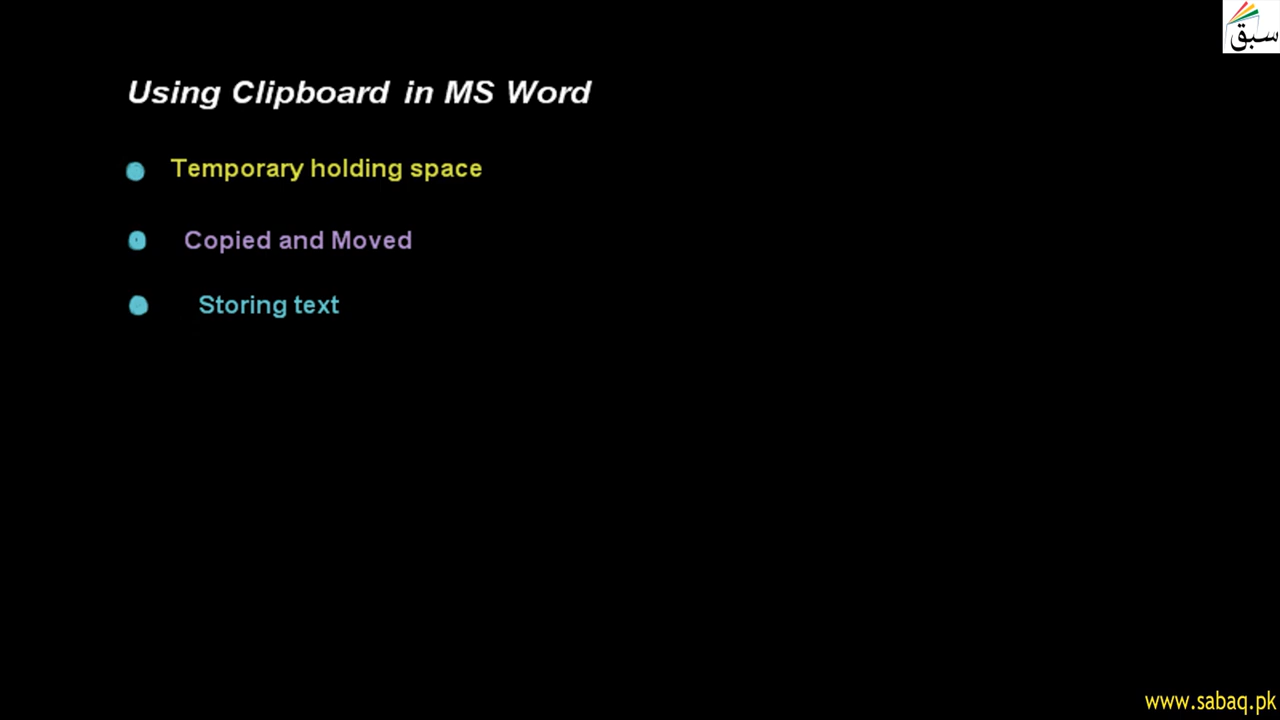 سبق
Using Clipboard in MS Word
Temporary holding space
Copied and Moved
Storing text
www.sabaq.pk